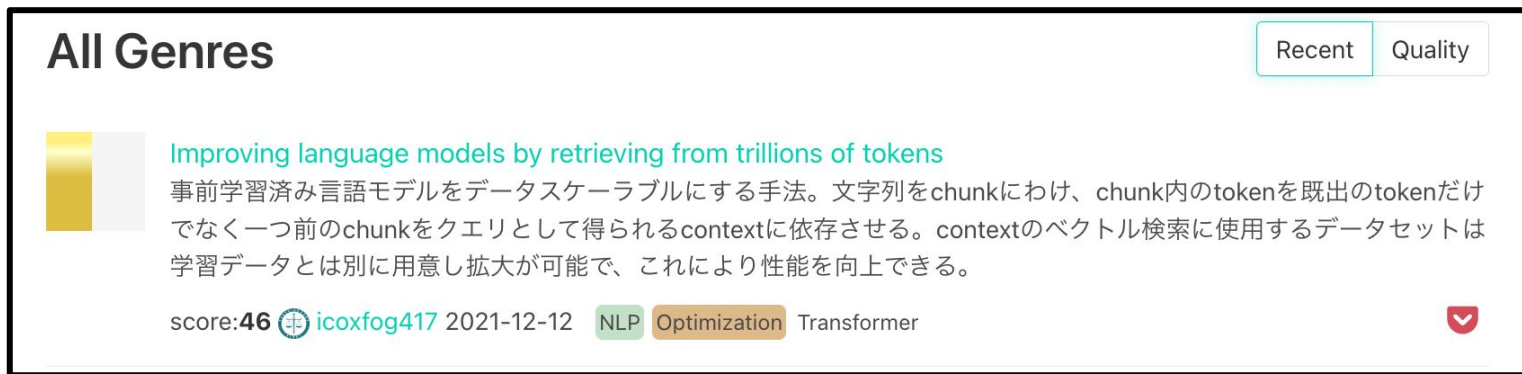 All Genres
Recent Quality
Improving language models by retrieving from trillions of tokens
事前学習済み言語モデルをデータスケーラブルにする手法。文字列をchunkにわけ、chunk内のtokenを既出のtokenだけ
でなく一つ前のchunkをクエリとして得られるcontextに依存させる。contextのベクトル検索に使用するデータセットは
学習データとは別に用意し拡大が可能で、これにより性能を向上できる。
score:46 icoxfog417 2021-12-12 NLP Optimization Transformer